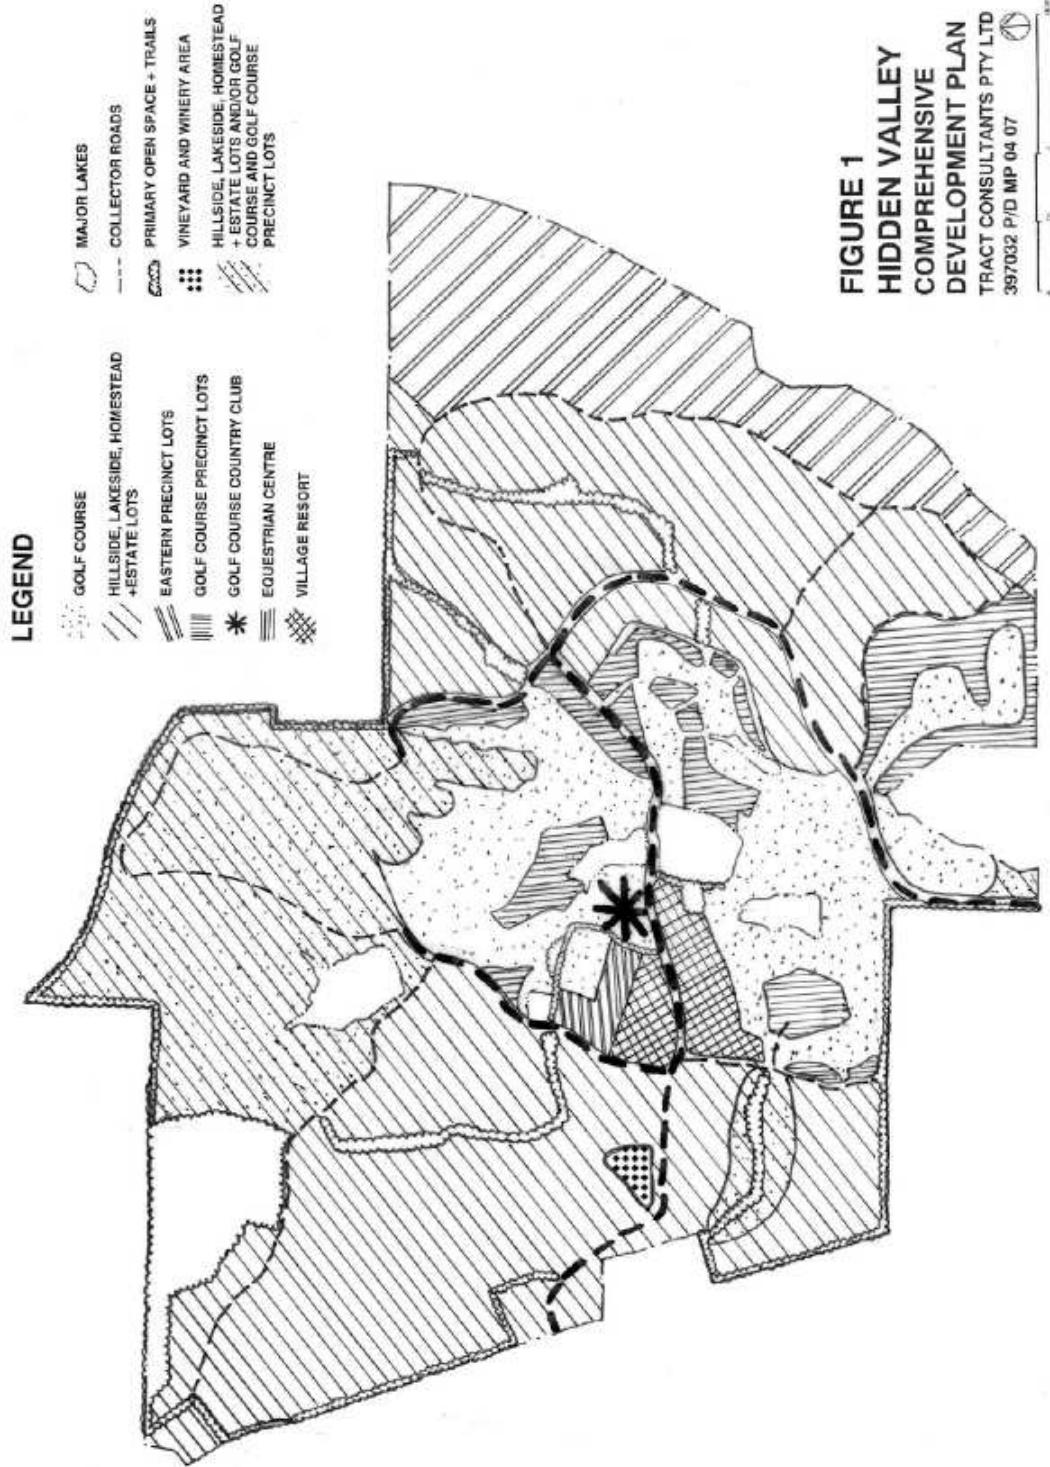 LEGEND
GOLF COURSE
HILLSIDE, LAKESIDE, HOMESTEAD
+ESTATE LOTS
EASTERN PRECINCT LOTS
GOLF COURSE PRECINCT LOTS
GOLF COURSE COUNTRY CLUB
EQUESTRIAN CENTRE
VILLAGE RESORT
MAJOR LAKES
COLLECTOR ROADS
PRIMARY OPEN SPACE + TRAILS
VINEYARD AND WINERY AREA
HILLSIDE, LAKESIDE, HOMESTEAD
+ ESTATE LOTS AND/OR GOLF
COURSE AND GOLF COURSE
PRECINCT LOTS
FIGURE 1
HIDDEN VALLEY
COMPREHENSIVE
DEVELOPMENT PLAN
TRACT CONSULTANTS PTY LTD
397032 P/D MP 04 07